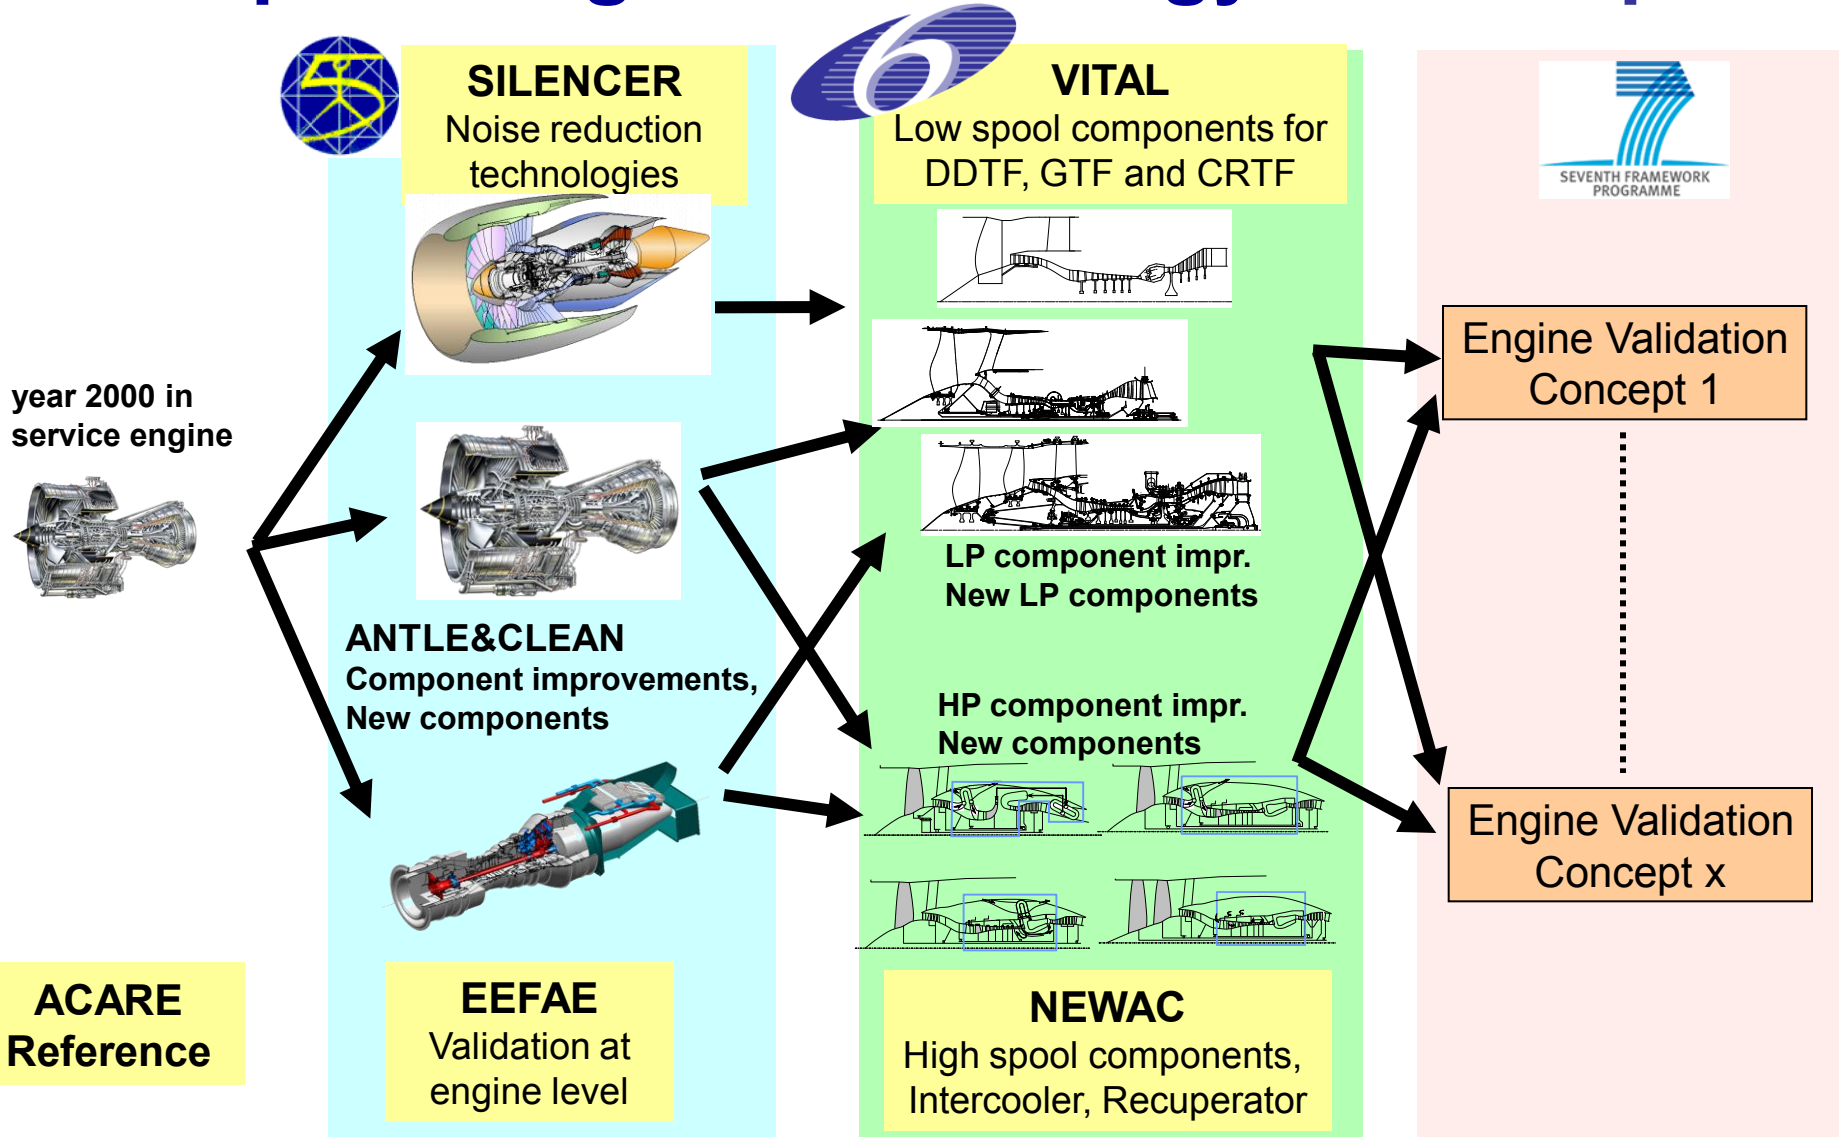 SILENCER
Noise reduction
technologies
6
VITAL
Low spool components for
DDTF, GTF and CRTF
7
SEVENTH FRAMEWORK
PROGRAMME
5
year 2000 in
service engine
Engine Validation
Concept 1
LP component impr.
New LP components
ANTLE&CLEAN
Component improvements,
New components
HP component impr.
New components
Engine Validation
Concept x
ACARE
Reference
EEFAE
Validation at
engine level
NEWAC
High spool components,
Intercooler, Recuperator